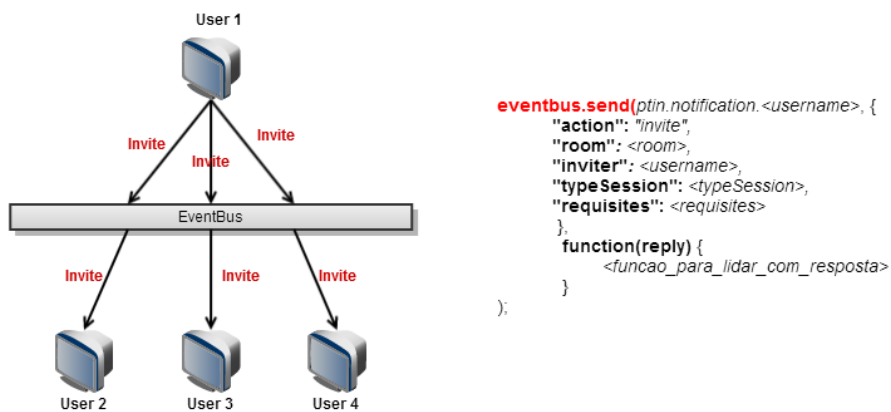 User 1
Invite
Invite
Invite
EventBus
Invite
Invite
Invite
User 2
User 3
User 4
eventbus.send(ptin.notification.<username>, {
"action": "invite",
"room": <room>,
"inviter": <username>,
"typeSession": <typeSession>,
"requisites": <requisites>
},
function(reply) {
<funcao_para_lidar_com_resposta>
}
);